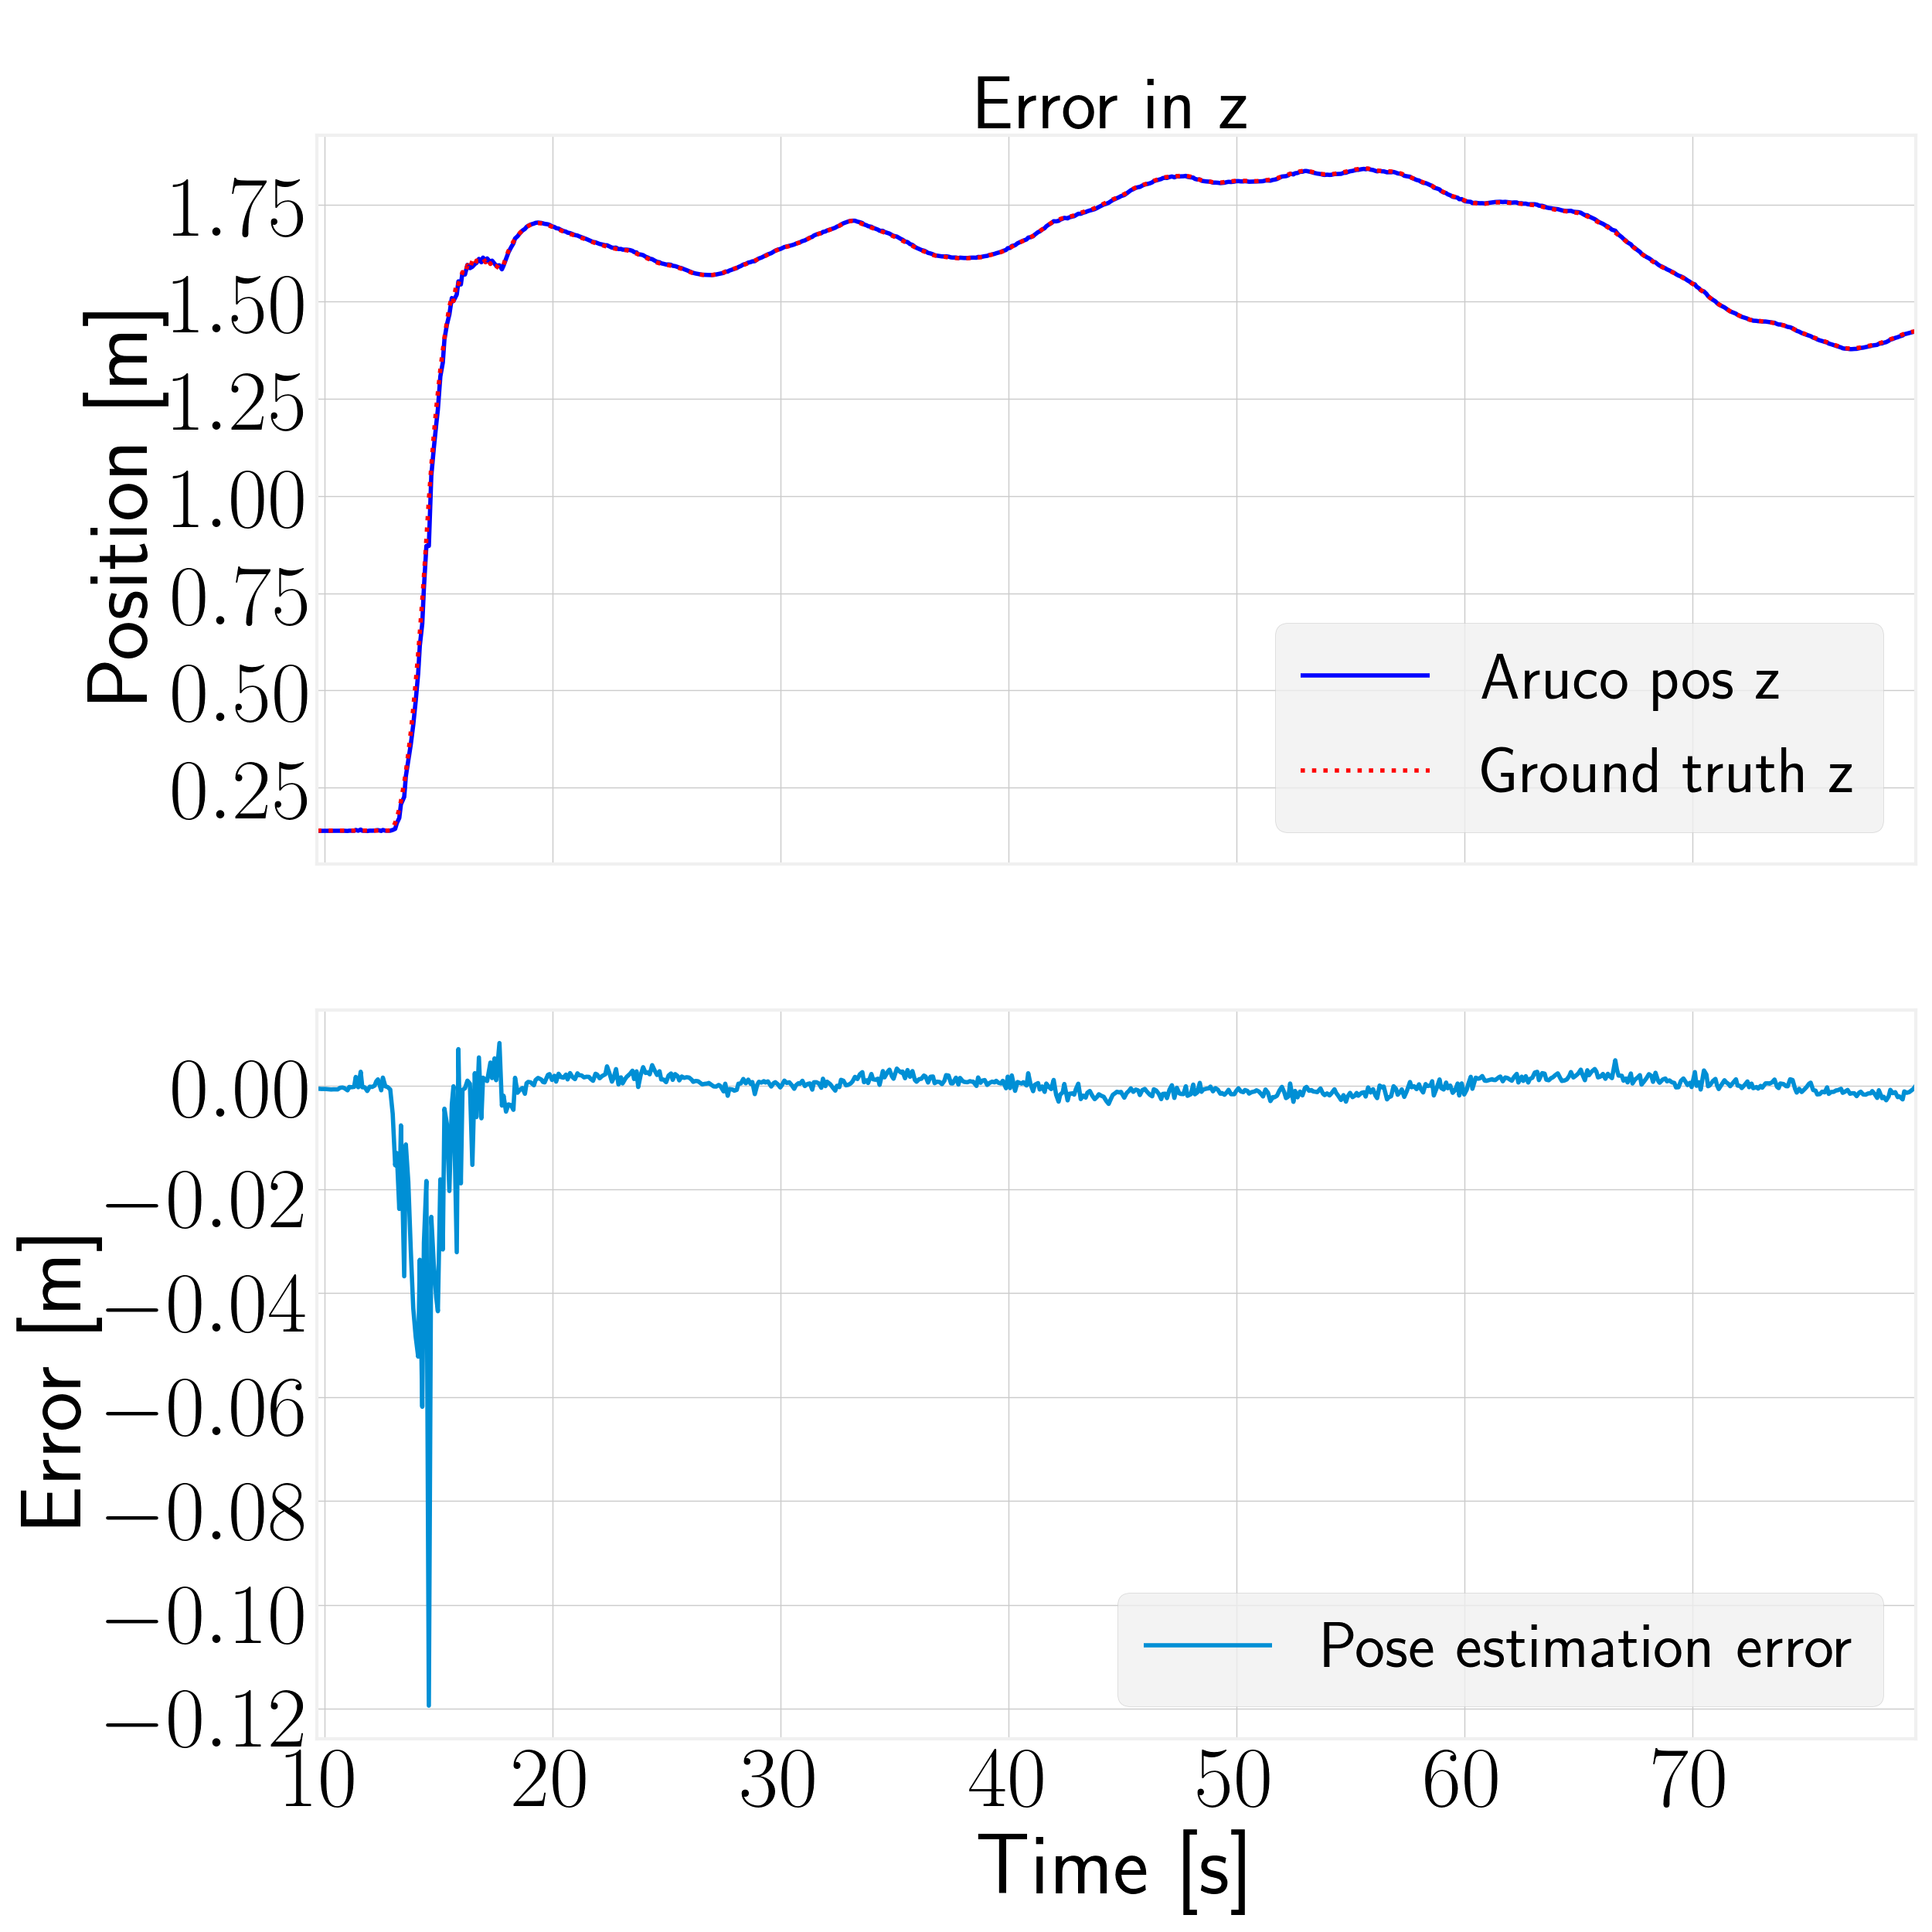 Error in z
Position [m]
1.75
1.50
1.25
1.00
0.75
0.50
0.25
Aruco pos z
Ground truth z
Error [m]
0.00
−0.02
−0.04
−0.06
−0.08
−0.10
−0.12
Pose estimation error
10 20 30 40 50 60 70
Time [s]